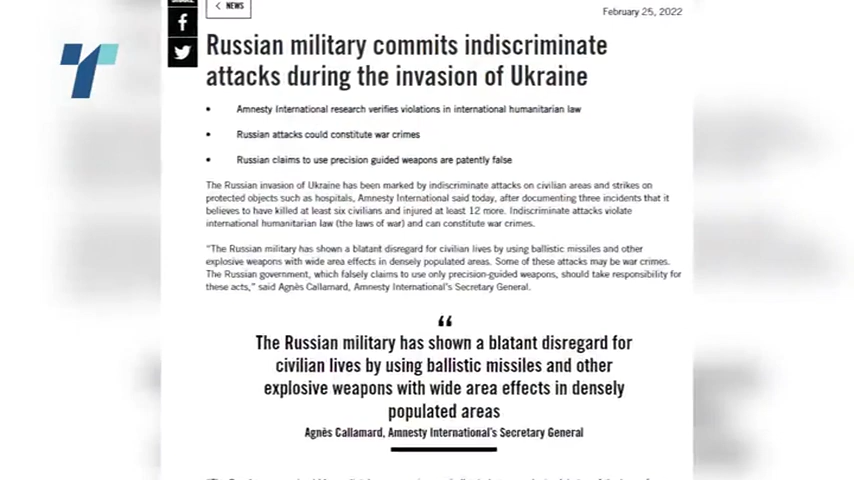 NEWS
February 25, 2022
Russian military commits indiscriminate
attacks during the invasion of Ukraine
• Amnesty International research verifies violations in international humanitarian law
• Russian attacks could constitute war crimes
• Russian claims to use precision guided weapons are patently false
The Russian invasion of Ukraine has been marked by indiscriminate attacks on civilian areas and strikes on
protected objects such as hospitals, Amnesty International said today, after documenting three incidents that it
believes to have killed at least six civilians and injured at least 12 more. Indiscriminate attacks violate
international humanitarian law (the laws of war) and can constitute war crimes.
“The Russian military has shown a blatant disregard for civilian lives by using ballistic missiles and other
explosive weapons with wide area effects in densely populated areas. Some of these attacks may be war crimes.
The Russian government, which falsely claims to use only precision-guided weapons, should take responsibility for
these acts,” said Agnès Callamard, Amnesty International’s Secretary General.
“
The Russian military has shown a blatant disregard for
civilian lives by using ballistic missiles and other
explosive weapons with wide area effects in densely
populated areas
Agnès Callamard, Amnesty International’s Secretary General